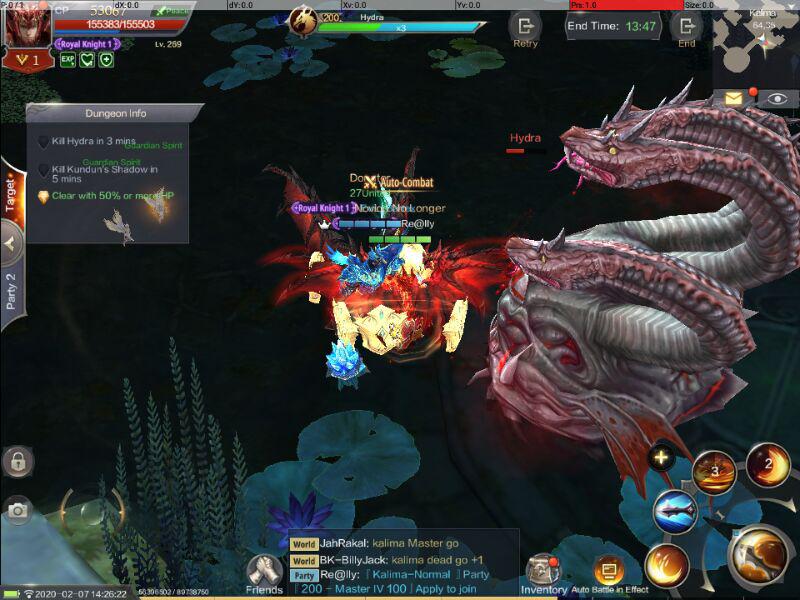 P:0 / 1
dX:0.0
dY:0.0
Xv:0.0
Yv:0.0
Prs:1.0
Size:0.0
CP 53067
Peace
155383/155503
Royal Knight 1
Lv. 269
1
EXP
200
Hydra
x3
Retry
End Time: 13:47
End
Kalima
64,35
Dungeon Info
Kill Hydra in 3 mins
Guardian Spirit
Guardian Spirit
Kill Kundun's Shadow in
5 mins
Clear with 50% or more HP
Target
Party 2
Hydra
Auto-Combat
Royal Knight 1
Re@lly
3
2
World JahRakal: kalima Master go
World BK-BillyJack: kalima dead go +1
Party Re@lly: 「Kalima-Normal 」Party
「200 - Master IV 100」Apply to join
Friends
Inventory
Auto Battle in Effect
2020-02-07 14:26:22